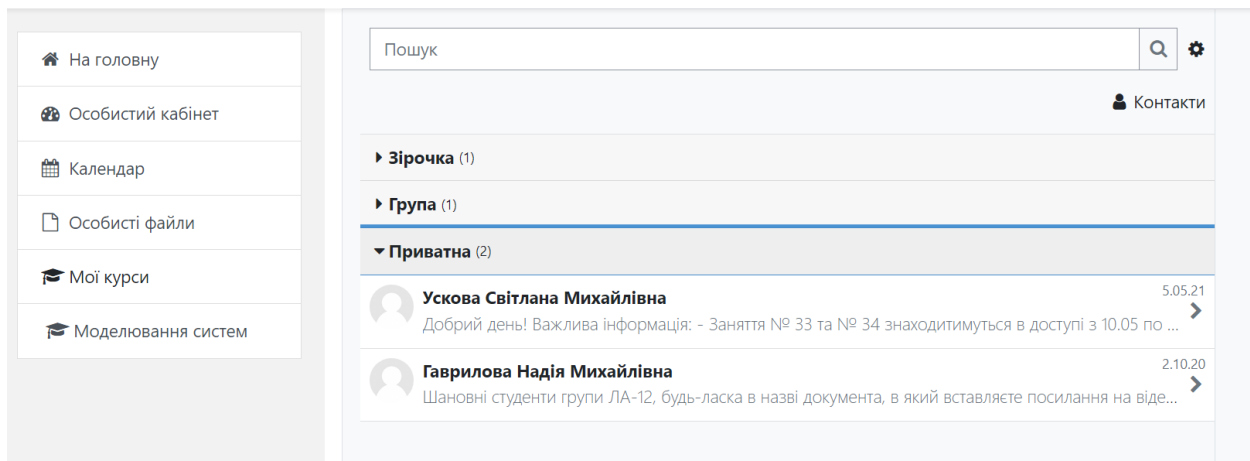 На головну
Особистий кабінет
Календар
Особисті файли
Мої курси
Моделювання систем
Пошук
Контакти
Зірочка (1)
Група (1)
Приватна (2)
Ускова Світлана Михайлівна
5.05.21
Добрий день! Важлива інформація: - Заняття № 33 та № 34 знаходитимуться в доступі з 10.05 по ...
Гаврилова Надія Михайлівна
2.10.20
Шановні студенти групи ЛА-12, будь-ласка в назві документа, в який вставляєте посилання на віде...